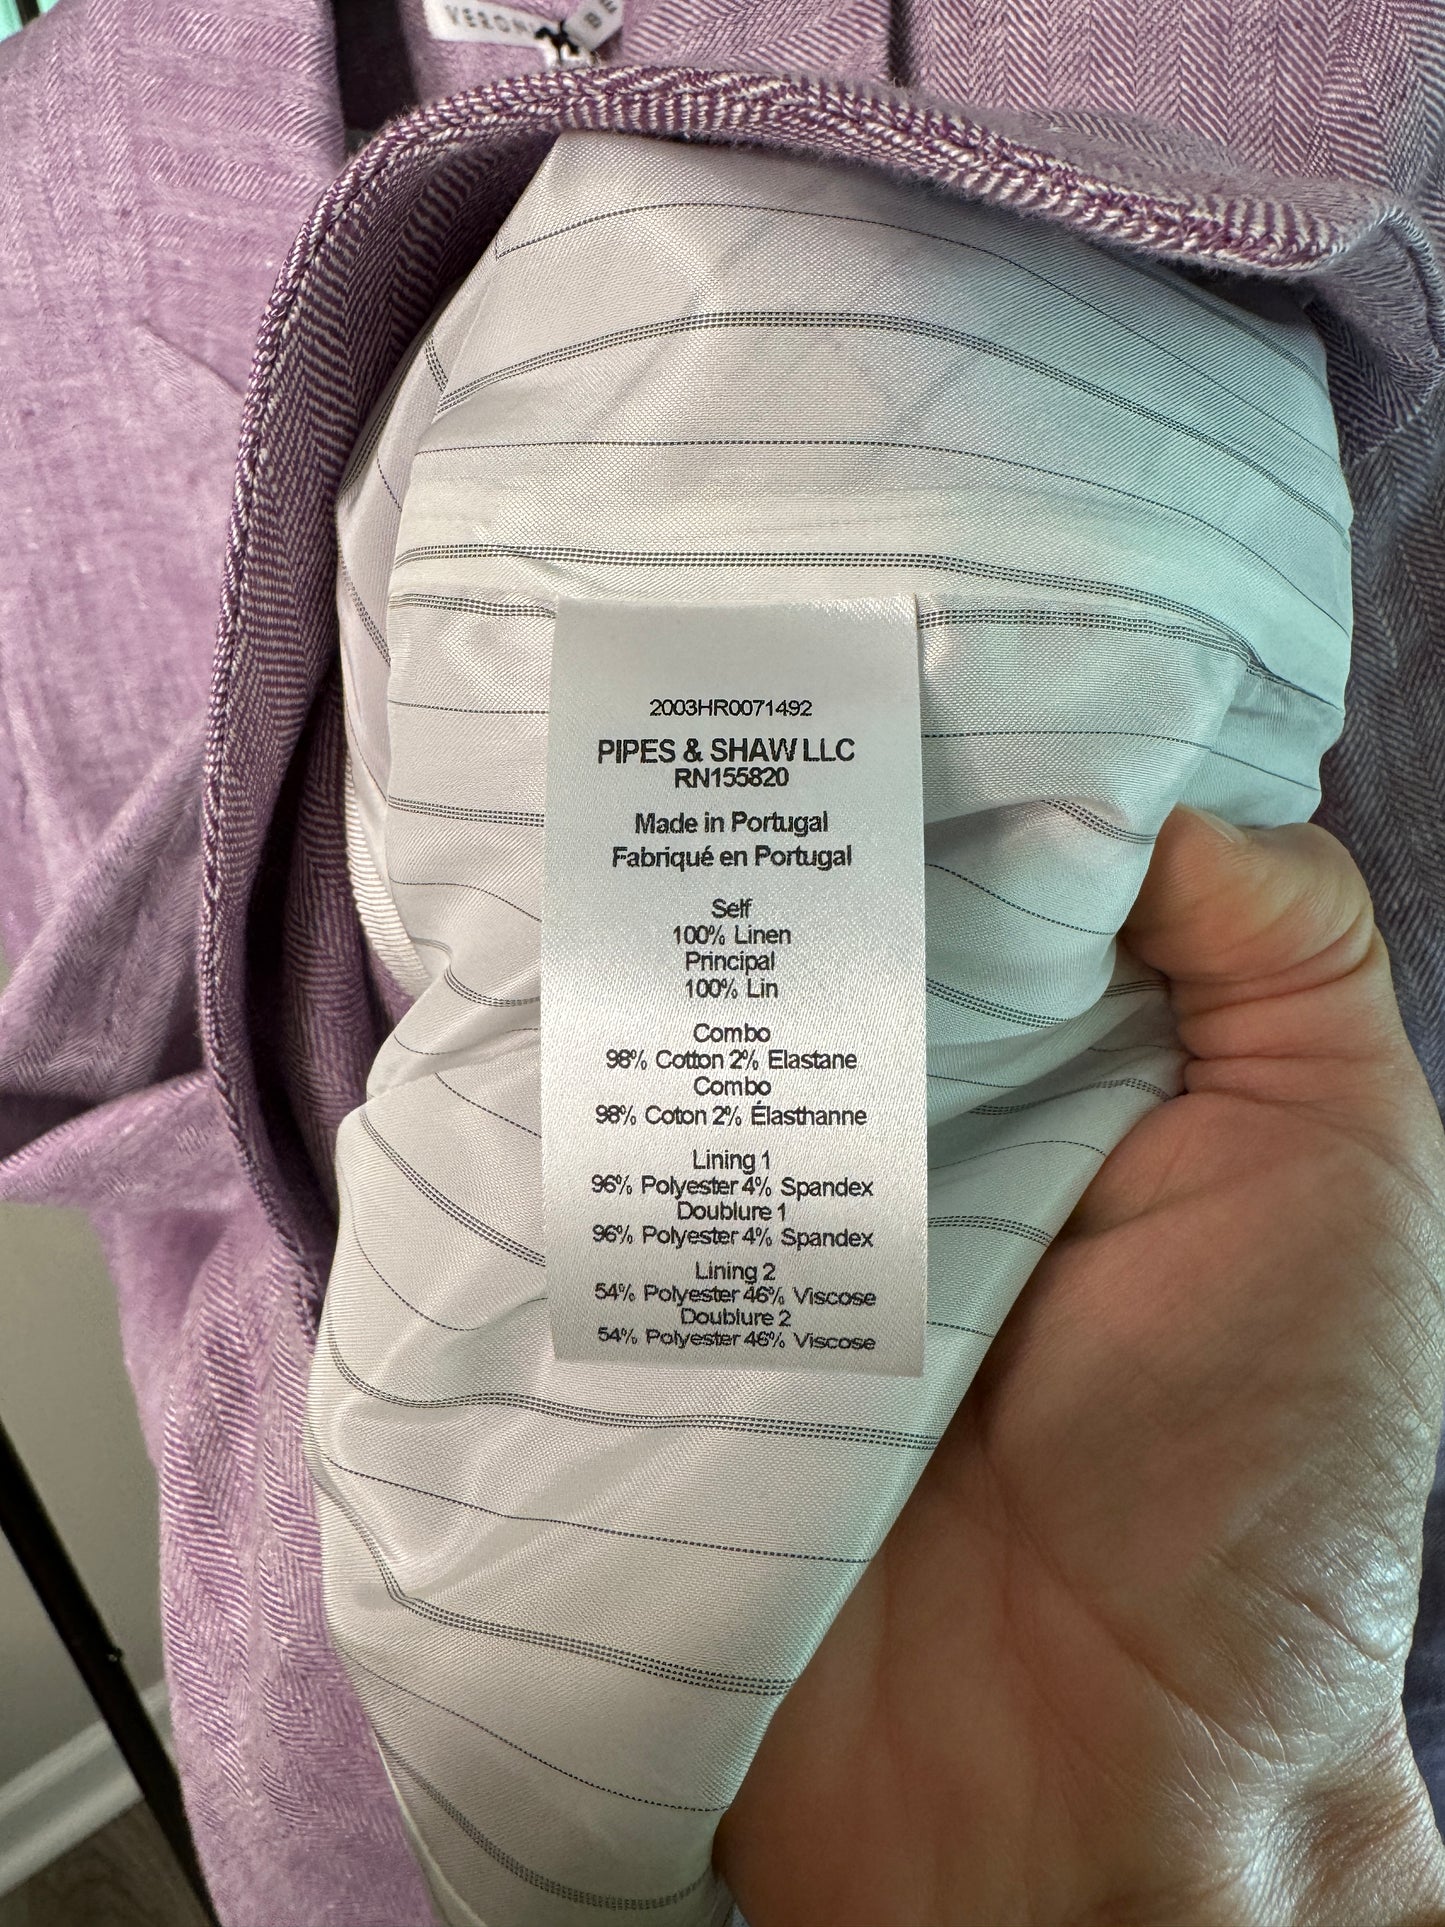 VERON
2003HR0071492
PIPES & SHAW LLC
RN155820
Made in Portugal
Fabriqué en Portugal
Self
100% Linen
Principal
100% Lin
Combo
98% Cotton 2% Elastane
Combo
98% Coton 2% Élasthanne
Lining 1
96% Polyester 4% Spandex
Doublure 1
96% Polyester 4% Spandex
Lining 2
54% Polyester 46% Viscose
Doublure 2
54% Polyester 46% Viscose